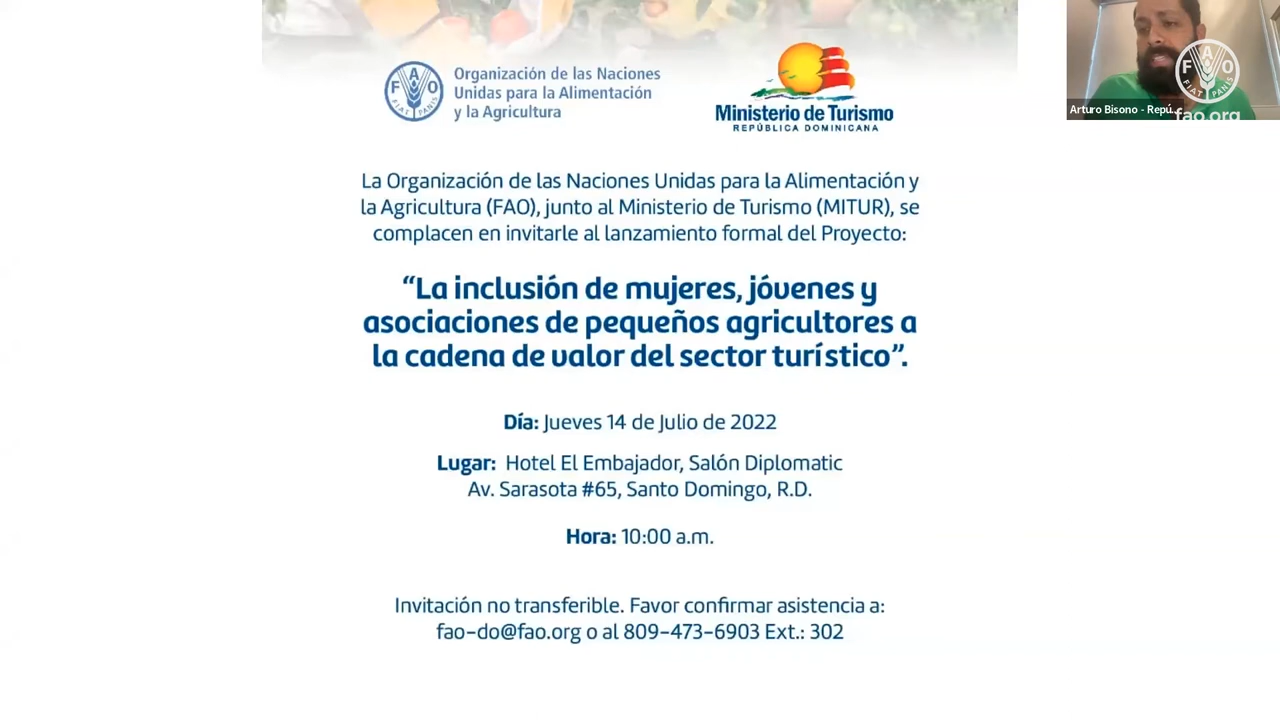 Organización de las Naciones
Unidas para la Alimentación
y la Agricultura
F A O
FIAT PANIS
Ministerio de Turismo
REPÚBLICA DOMINICANA
F A O
FIAT PANIS
fao.org
Arturo Bisono - Repú...
La Organización de las Naciones Unidas para la Alimentación y
la Agricultura (FAO), junto al Ministerio de Turismo (MITUR), se
complacen en invitarle al lanzamiento formal del Proyecto:
“La inclusión de mujeres, jóvenes y
asociaciones de pequeños agricultores a
la cadena de valor del sector turístico”.
Día: Jueves 14 de Julio de 2022
Lugar: Hotel El Embajador, Salón Diplomatic
Av. Sarasota #65, Santo Domingo, R.D.
Hora: 10:00 a.m.
Invitación no transferible. Favor confirmar asistencia a:
fao-do@fao.org o al 809-473-6903 Ext.: 302